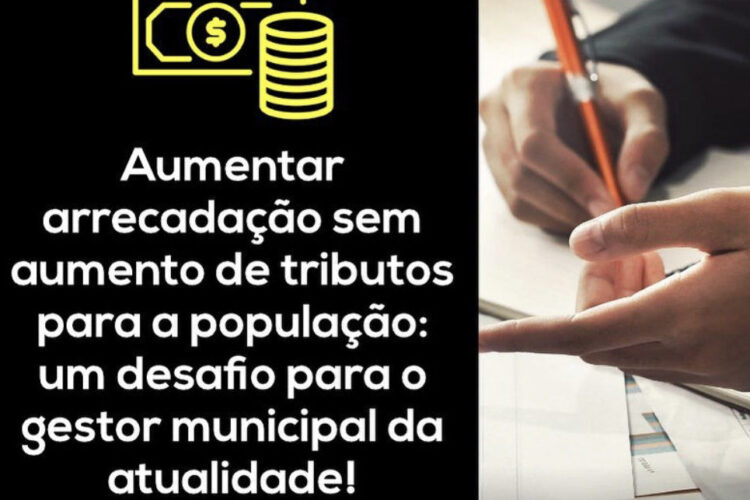 $
Aumentar
arrecadação sem
aumento de tributos
para a população:
um desafio para o
gestor municipal da
atualidade!